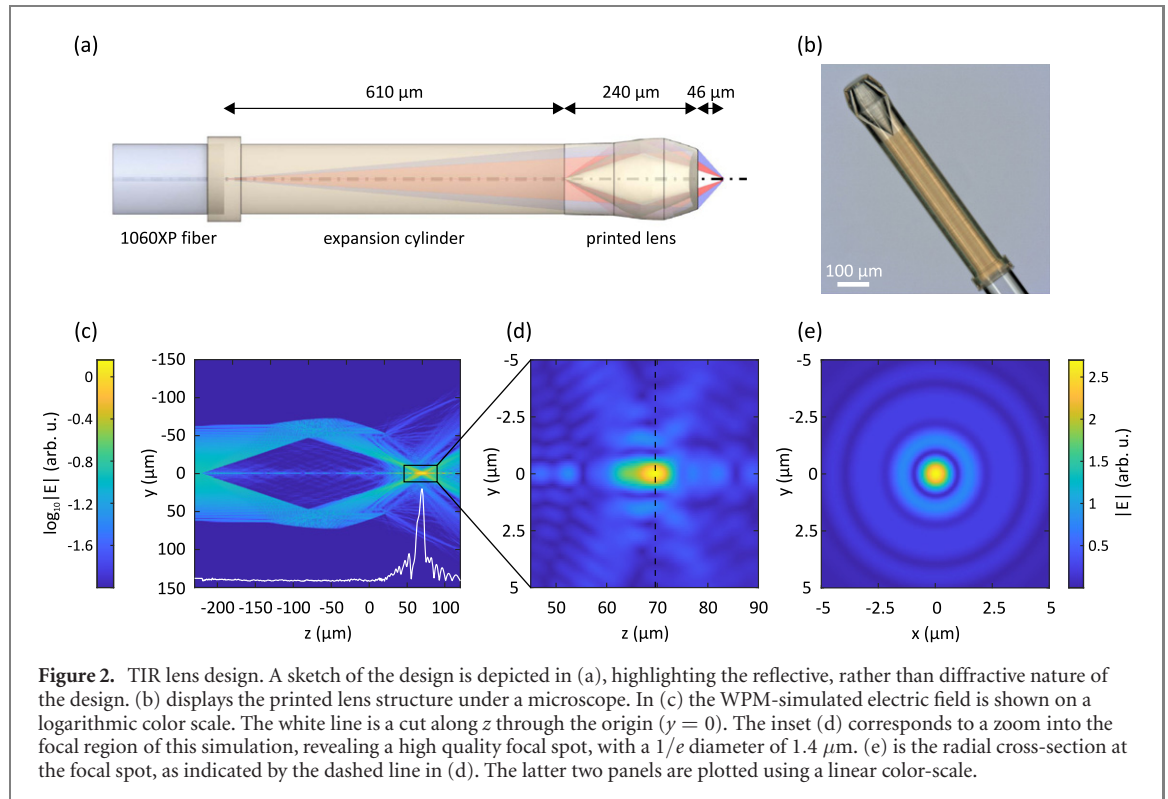 (a)
(b)
610 μm
240 μm
46 μm
1060XP fiber
expansion cylinder
printed lens
100 μm
(c)
(d)
(e)
log₁₀|E| (arb. u.)
0
-0.4
-0.8
-1.2
-1.6
y (μm)
-150
-100
-50
0
50
100
150
-200 -150 -100 -50 0 50 100
z (μm)
y (μm)
-5
-2.5
0
2.5
5
50 60 70 80 90
z (μm)
y (μm)
-5
-2.5
0
2.5
5
-5 -2.5 0 2.5 5
x (μm)
2.5
2
1.5
1
0.5
|E| (arb. u.)
Figure 2. TIR lens design. A sketch of the design is depicted in (a), highlighting the reflective, rather than diffractive nature of
the design. (b) displays the printed lens structure under a microscope. In (c) the WPM-simulated electric field is shown on a
logarithmic color scale. The white line is a cut along z through the origin (y = 0). The inset (d) corresponds to a zoom into the
focal region of this simulation, revealing a high quality focal spot, with a 1/e diameter of 1.4 μm. (e) is the radial cross-section at
the focal spot, as indicated by the dashed line in (d). The latter two panels are plotted using a linear color-scale.